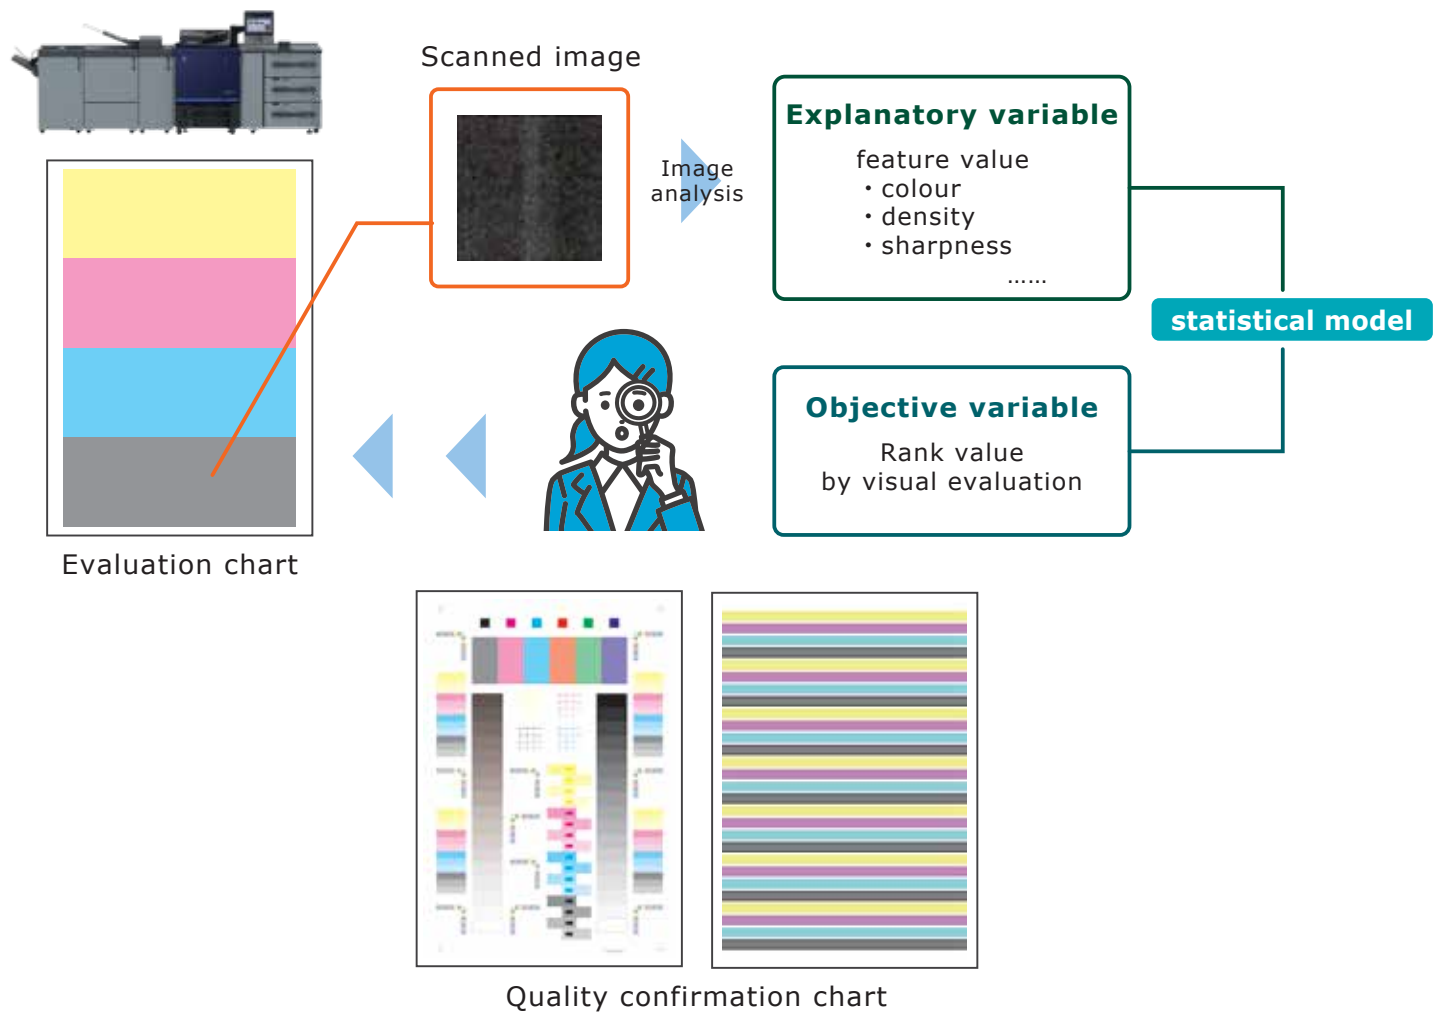 Scanned image
Image
analysis
Explanatory variable
feature value
・colour
・density
・sharpness
......
statistical model
Objective variable
Rank value
by visual evaluation
Evaluation chart
Quality confirmation chart